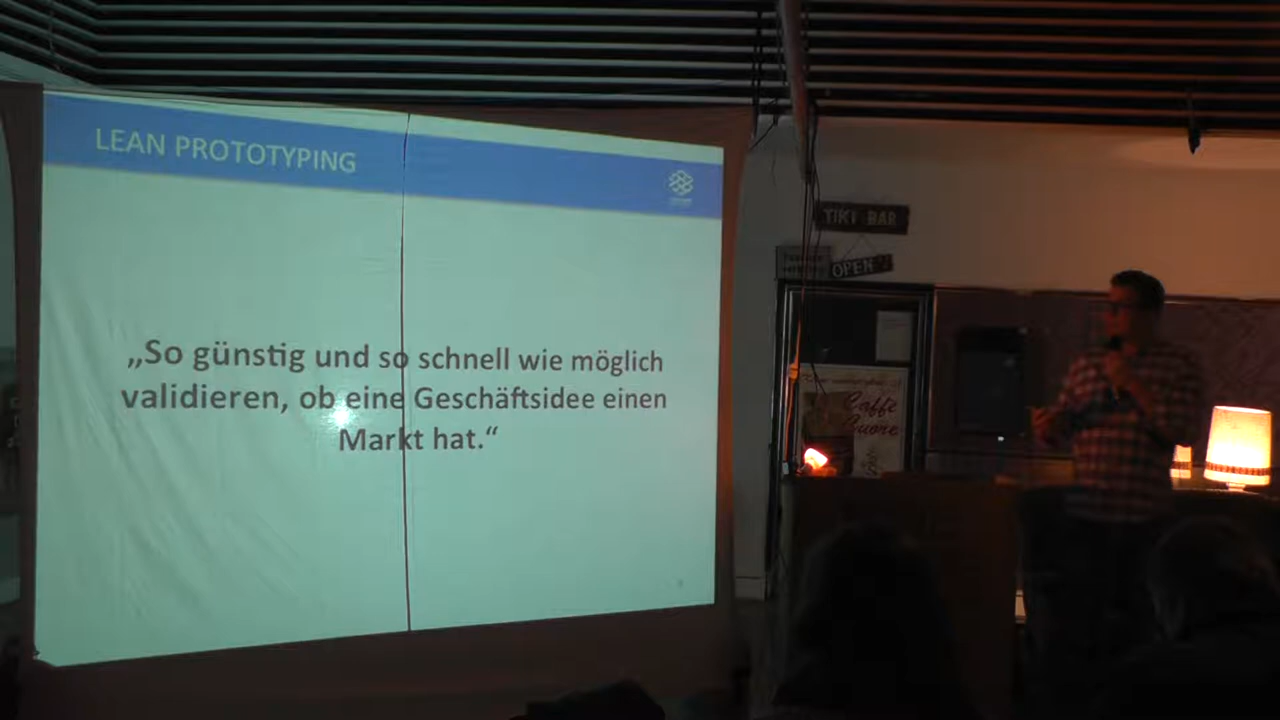 LEAN PROTOTYPING
„So günstig und so schnell wie möglich
validieren, ob eine Geschäftsidee einen
Markt hat.“
TIKI BAR
OPEN
Caffè
Cuore